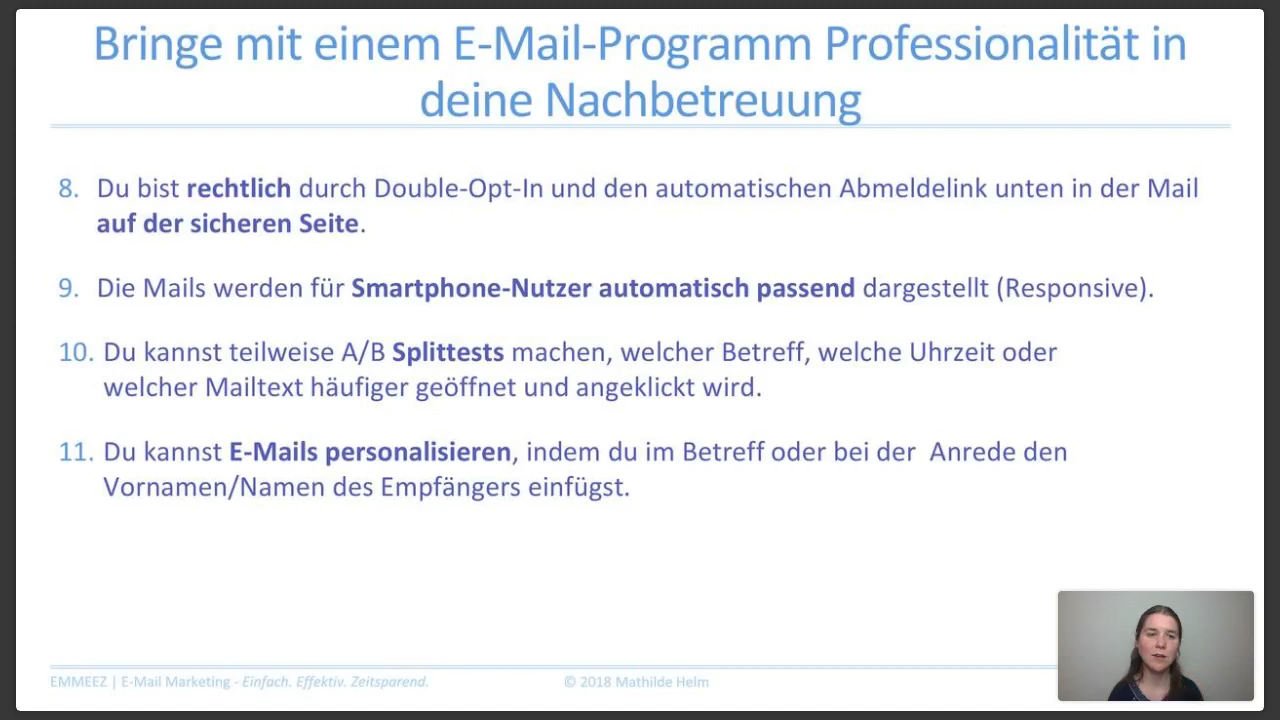 Bringe mit einem E-Mail-Programm Professionalität in
deine Nachbetreuung
8. Du bist rechtlich durch Double-Opt-In und den automatischen Abmeldelink unten in der Mail
auf der sicheren Seite.
9. Die Mails werden für Smartphone-Nutzer automatisch passend dargestellt (Responsive).
10. Du kannst teilweise A/B Splittests machen, welcher Betreff, welche Uhrzeit oder
welcher Mailtext häufiger geöffnet und angeklickt wird.
11. Du kannst E-Mails personalisieren, indem du im Betreff oder bei der Anrede den
Vornamen/Namen des Empfängers einfügst.
EMMEEZ | E-Mail Marketing - Einfach. Effektiv. Zeitsparend.
© 2018 Mathilde Helm